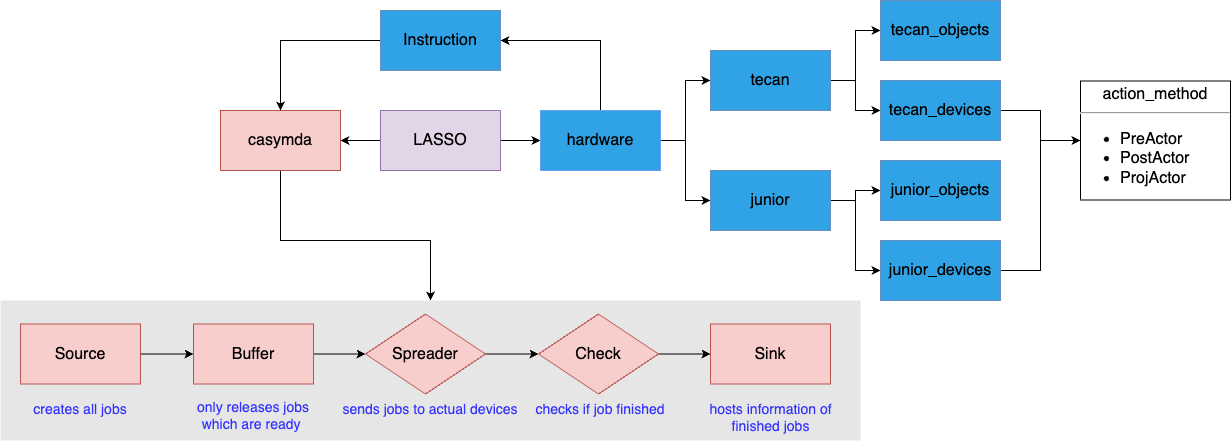 Instruction
casymda
LASSO
hardware
tecan
junior
tecan_objects
tecan_devices
junior_objects
junior_devices
action_method
• PreActor
• PostActor
• ProjActor
Source
Buffer
Spreader
Check
Sink
creates all jobs
only releases jobs
which are ready
sends jobs to actual devices
checks if job finished
hosts information of
finished jobs